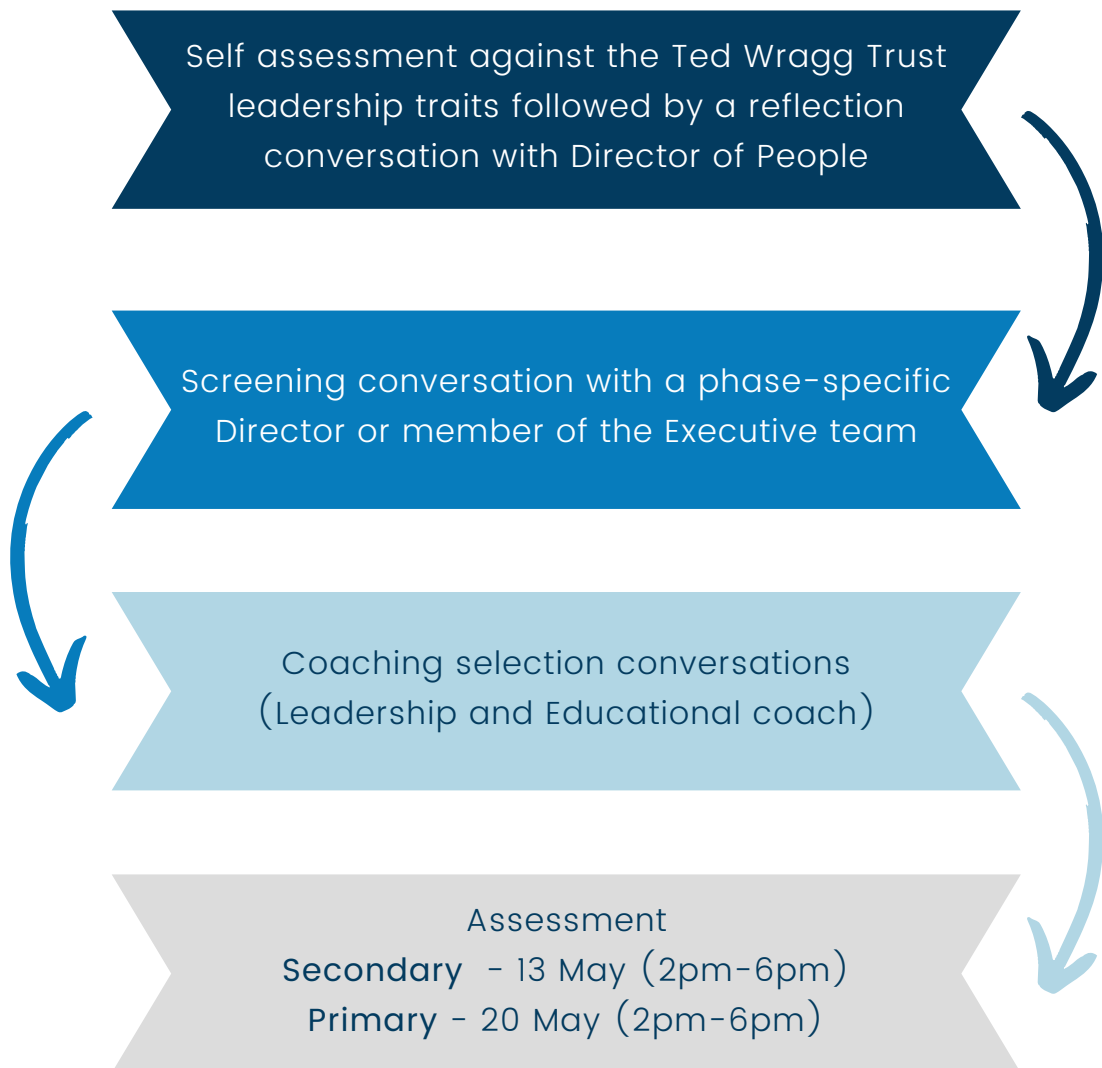 Self assessment against the Ted Wragg Trust
leadership traits followed by a reflection
conversation with Director of People
Screening conversation with a phase-specific
Director or member of the Executive team
Coaching selection conversations
(Leadership and Educational coach)
Assessment
Secondary - 13 May (2pm-6pm)
Primary - 20 May (2pm-6pm)